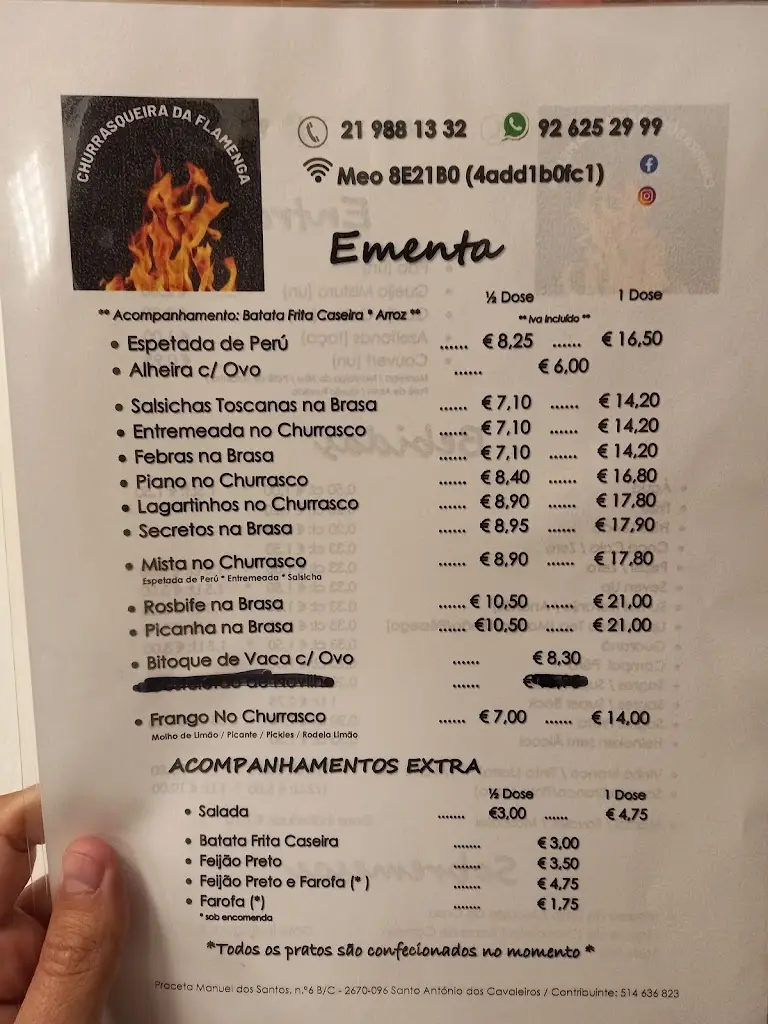 CHURRASQUEIRA DA FLAMENGA
21 988 13 32 92 625 29 99
Meo 8E21B0 (4add1b0fc1)
Ementa
½ Dose 1 Dose
** Acompanhamento: Batata Frita Caseira * Arroz ** ** Iva Incluído **
• Espetada de Perú ...... € 8,25 ...... € 16,50
• Alheira c/ Ovo ...... € 6,00
• Salsichas Toscanas na Brasa ...... € 7,10 ...... € 14,20
• Entremeada no Churrasco ...... € 7,10 ...... € 14,20
• Febras na Brasa ...... € 7,10 ...... € 14,20
• Piano no Churrasco ...... € 8,40 ...... € 16,80
• Lagartinhos no Churrasco ...... € 8,90 ...... € 17,80
• Secretos na Brasa ...... € 8,95 ...... € 17,90
• Mista no Churrasco ...... € 8,90 ...... € 17,80
Espetada de Perú * Entremeada * Salsicha
• Rosbife na Brasa ...... € 10,50 ...... € 21,00
• Picanha na Brasa ...... €10,50 ...... € 21,00
• Bitoque de Vaca c/ Ovo ...... € 8,30
...... €
• Frango No Churrasco ...... € 7,00 ...... € 14,00
Molho de Limão / Picante / Pickles / Rodela Limão
ACOMPANHAMENTOS EXTRA
½ Dose 1 Dose
• Salada ....... €3,00 ...... € 4,75
• Batata Frita Caseira ....... € 3,00
• Feijão Preto ....... € 3,50
• Feijão Preto e Farofa (*) ....... € 4,75
• Farofa (*) ....... € 1,75
* sob encomenda
*Todos os pratos são confecionados no momento *
Praceta Manuel dos Santos, n.º6 B/C - 2670-096 Santo António dos Cavaleiros / Contribuinte: 514 636 823